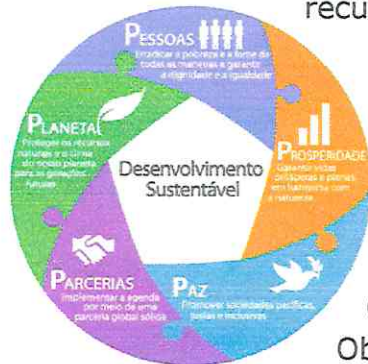 recu
PESSOAS
Erradicar a pobreza e a fome de
todas as maneiras e garantir
a dignidade e a igualdade
PLANETA
Proteger os recursos
naturais e o clima
do nosso planeta
para as gerações
futuras
Desenvolvimento
Sustentável
PROSPERIDADE
Garantir vidas
prósperas e plenas,
em harmonia com
a natureza
PARCERIAS
Implementar a agenda
por meio de uma
parceria global sólida
PAZ
Promover sociedades pacíficas,
justas e inclusivas
Ob